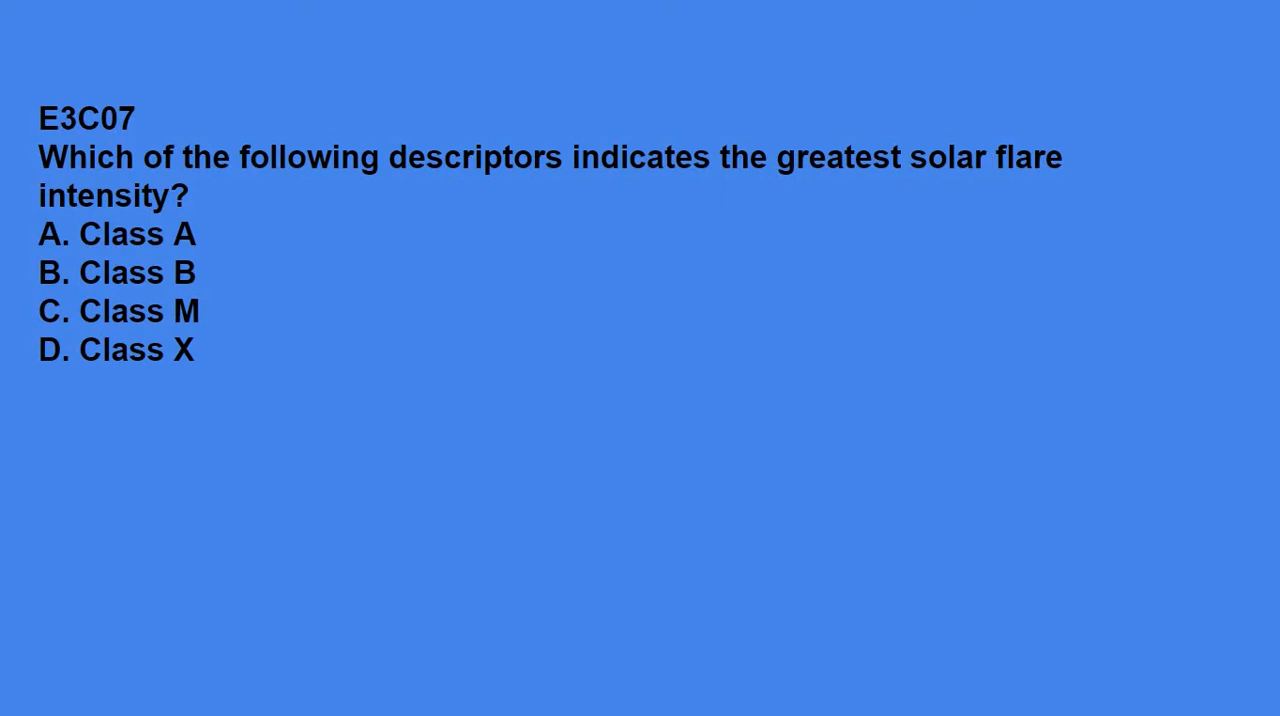 E3C07
Which of the following descriptors indicates the greatest solar flare
intensity?
A. Class A
B. Class B
C. Class M
D. Class X